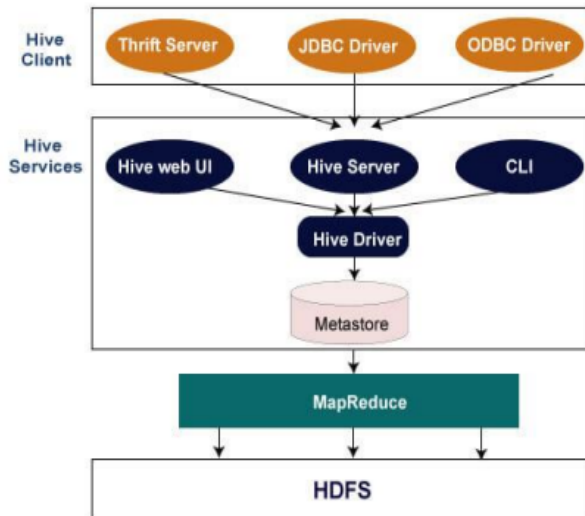 Hive
Client
Thrift Server
JDBC Driver
ODBC Driver
Hive
Services
Hive web UI
Hive Server
CLI
Hive Driver
Metastore
MapReduce
HDFS